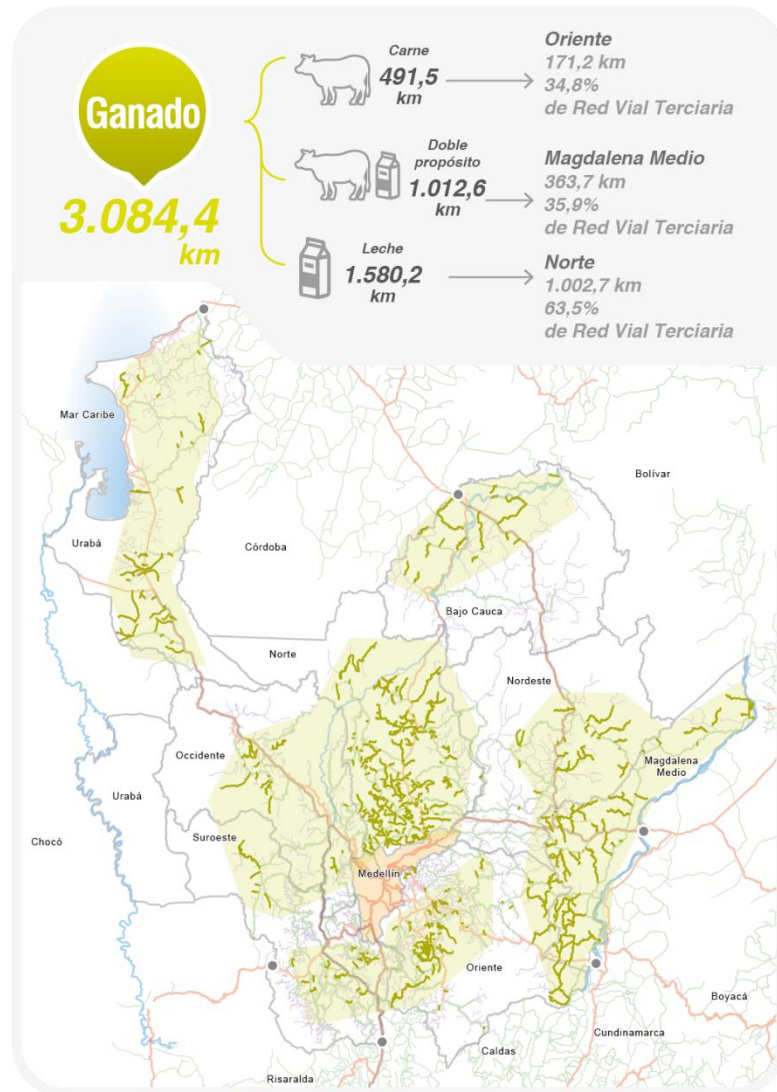 Ganado
3.084,4
km
Carne
491,5
km
Oriente
171,2 km
34,8%
de Red Vial Terciaria
Doble
propósito
1.012,6
km
Magdalena Medio
363,7 km
35,9%
de Red Vial Terciaria
Leche
1.580,2
km
Norte
1.002,7 km
63,5%
de Red Vial Terciaria
Mar Caribe
Bolívar
Urabá
Córdoba
Bajo Cauca
Norte
Nordeste
Occidente
Magdalena
Medio
Urabá
Suroeste
Chocó
Medellín
Oriente
Boyacá
Cundinamarca
Caldas
Risaralda